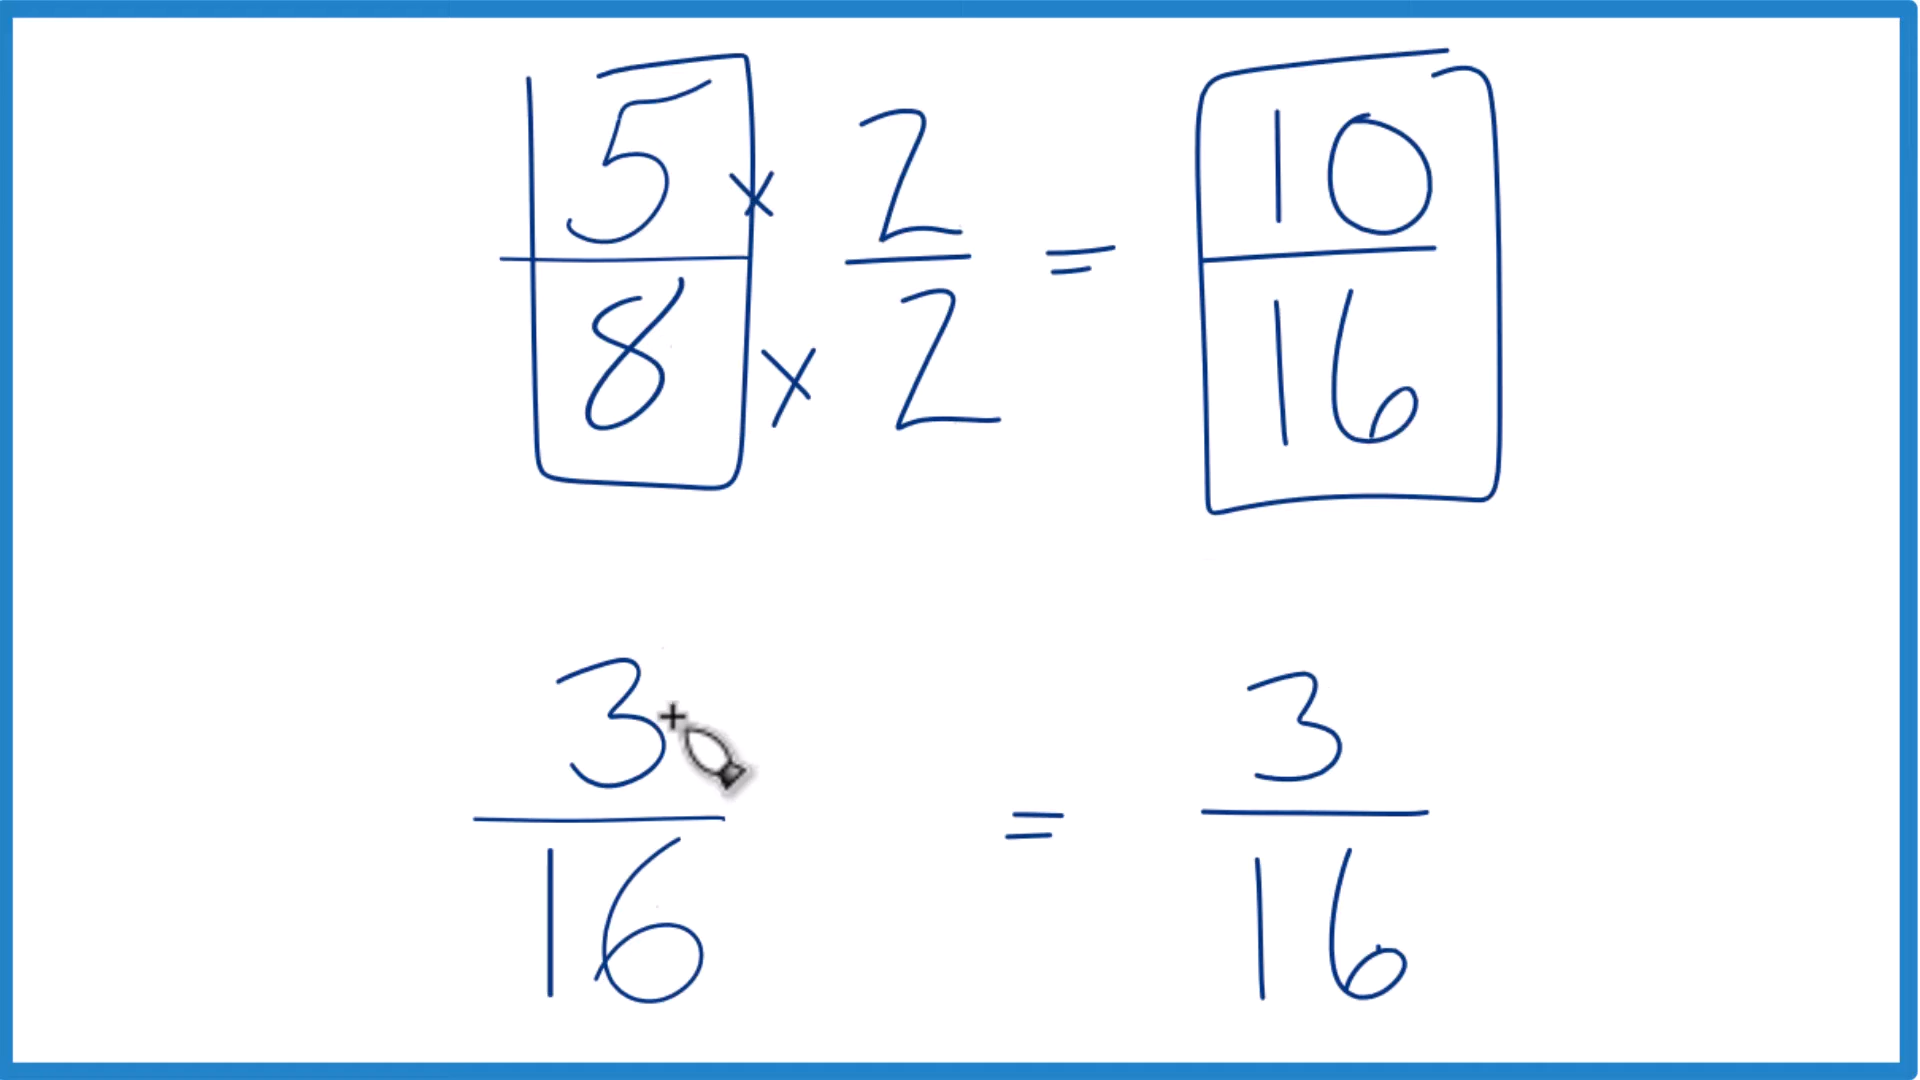 5 × 2 = 10
8 × 2 16
3 = 3
16 16